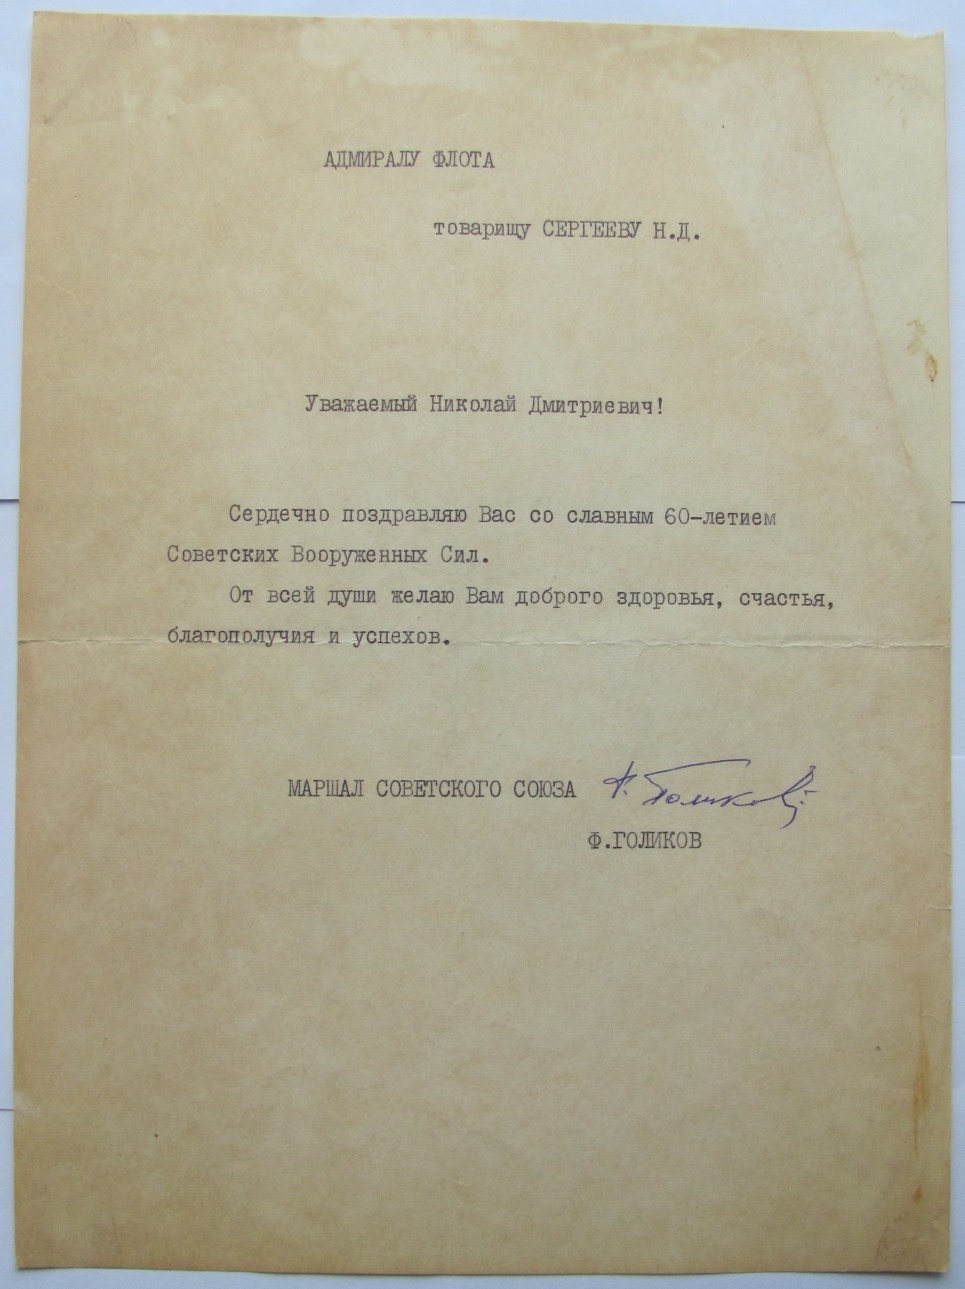 АДМИРАЛУ ФЛОТА
товарищу СЕРГЕЕВУ Н.Д.
Уважаемый Николай Дмитриевич!
Сердечно поздравляю Вас со славным 60-летием
Советских Вооруженных Сил.
От всей души желаю Вам доброго здоровья, счастья,
благополучия и успехов.
МАРШАЛ СОВЕТСКОГО СОЮЗА Ф. Голиков
Ф.ГОЛИКОВ